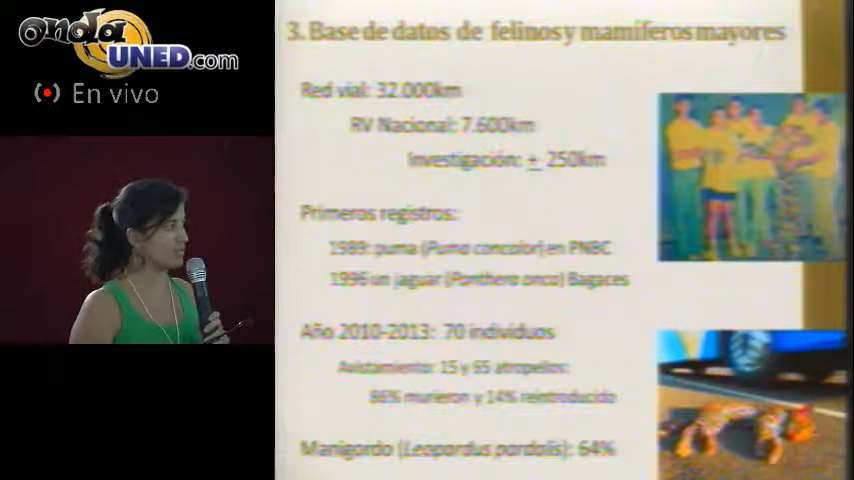 onda
UNED.com
En vivo
3. Base de datos de felinos y mamíferos mayores
Red vial: 32.000km
RV Nacional: 7.600km
Investigación: + 250km
Primeros registros:
1989: puma (Puma concolor) en PNBC
1996 un jaguar (Panthera onca) Bagaces
Año 2010-2013: 70 individuos
Avistamiento: 15 y 55 atropellos:
86% murieron y 14% reintroducido
Manigordo (Leopardus pardalis): 64%